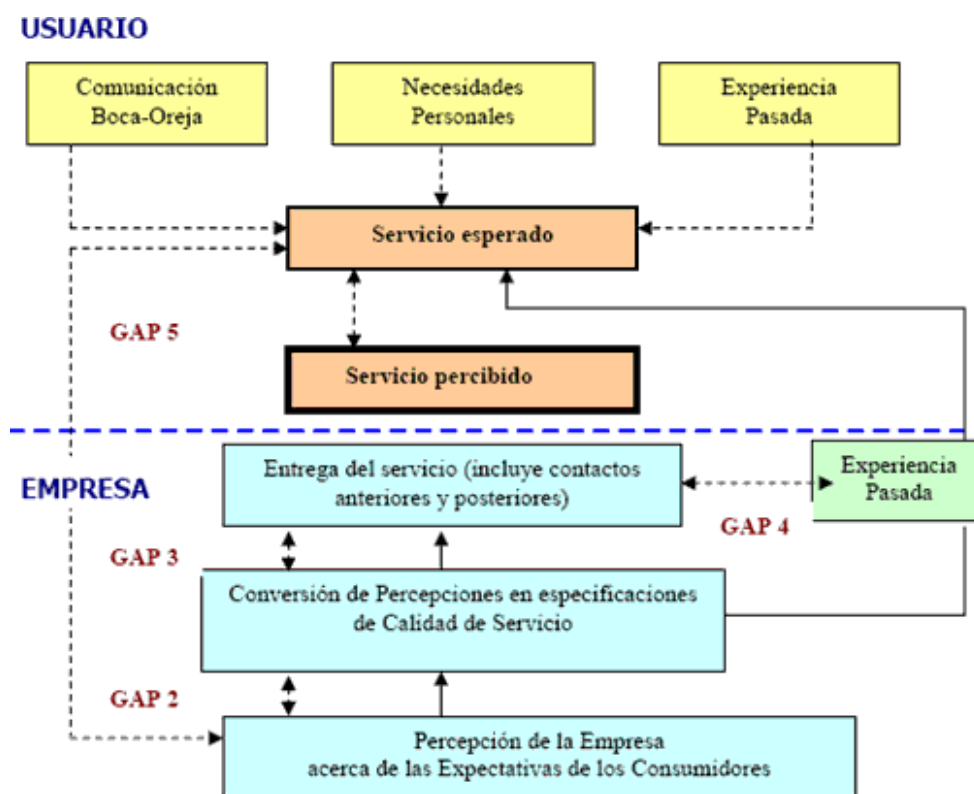 USUARIO
Comunicación
Boca-Oreja
Necesidades
Personales
Experiencia
Pasada
Servicio esperado
GAP 5
Servicio percibido
EMPRESA
Entrega del servicio (incluye contactos
anteriores y posteriores)
Experiencia
Pasada
GAP 4
GAP 3
Conversión de Percepciones en especificaciones
de Calidad de Servicio
GAP 2
Percepción de la Empresa
acerca de las Expectativas de los Consumidores